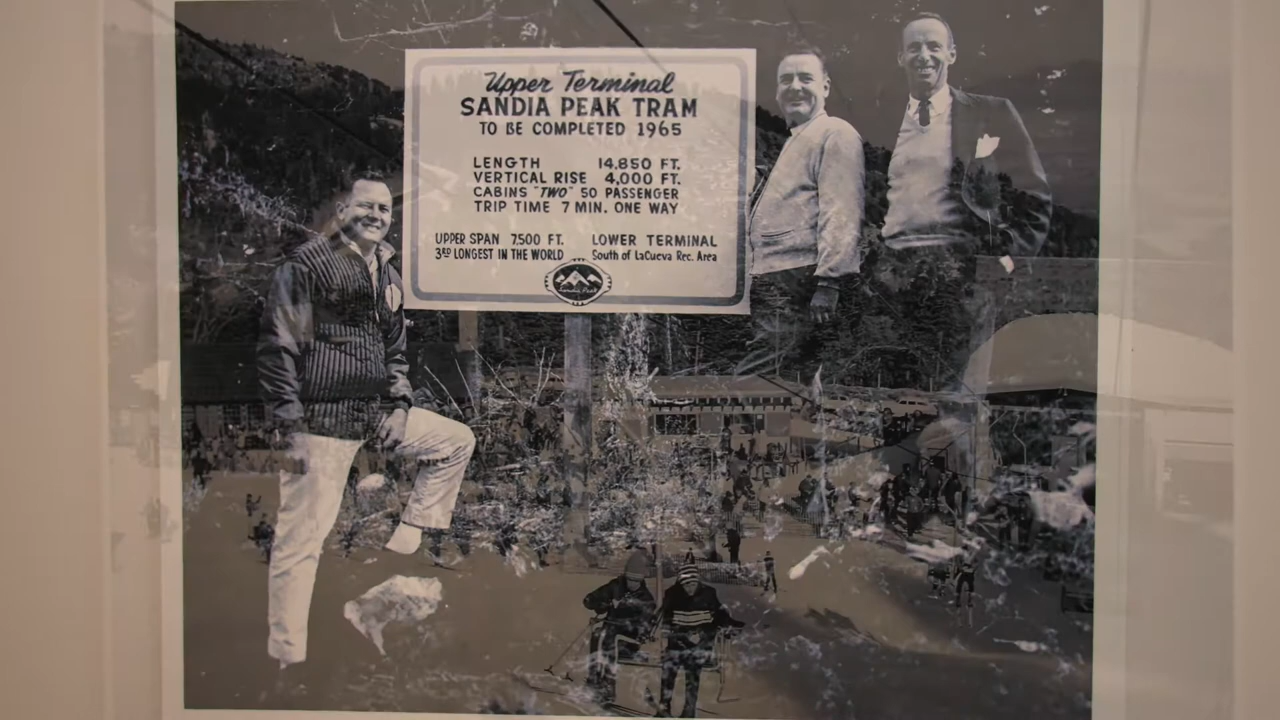 Upper Terminal
SANDIA PEAK TRAM
TO BE COMPLETED 1965
LENGTH 14,850 FT.
VERTICAL RISE 4,000 FT.
CABINS "TWO" 50 PASSENGER
TRIP TIME 7 MIN. ONE WAY
UPPER SPAN 7,500 FT.
3RD LONGEST IN THE WORLD
LOWER TERMINAL
South of LaCueva Rec. Area
Sandia Peak